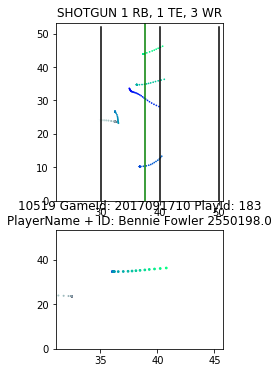 SHOTGUN 1 RB, 1 TE, 3 WR
50
40
30
20
10
0
30 40 50
10519 GameId: 2017091710 PlayId: 183
PlayerName + ID: Bennie Fowler 2550198.0
40
20
0
35 40 45